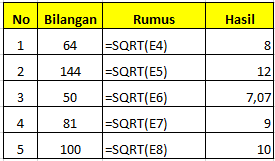 No Bilangan Rumus Hasil
1 64 =SQRT(E4) 8
2 144 =SQRT(E5) 12
3 50 =SQRT(E6) 7,07
4 81 =SQRT(E7) 9
5 100 =SQRT(E8) 10